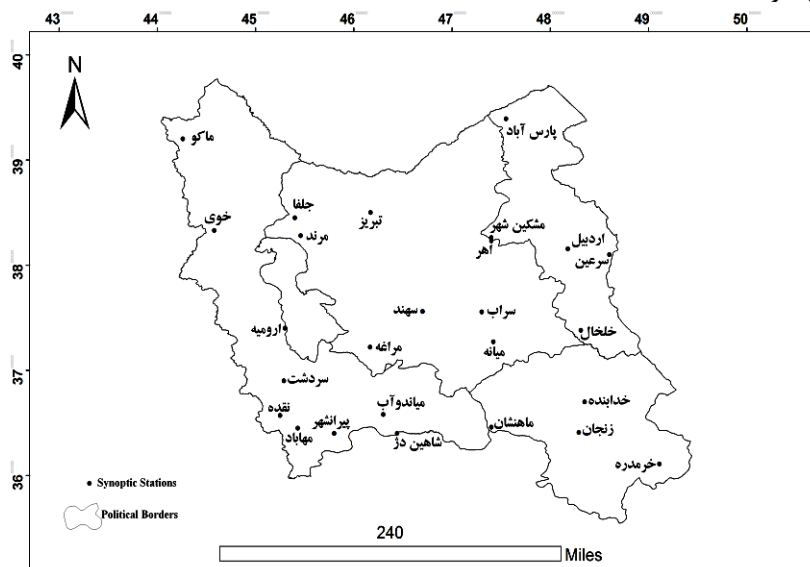 43 44 45 46 47 48 49 50
40
39
38
37
36
N
پارس آباد
ماکو
جلفا
خوی
تبریز
مرند
مشکین شهر
اهر
اردبیل
سرعین
سهند
سراب
ارومیه
خلخال
مراغه
میانه
سردشت
میاندوآب
خدابنده
نقده
پیرانشهر
ماهنشان
زنجان
مهاباد
شاهین دژ
خرمدره
Synoptic Stations
Political Borders
240
Miles